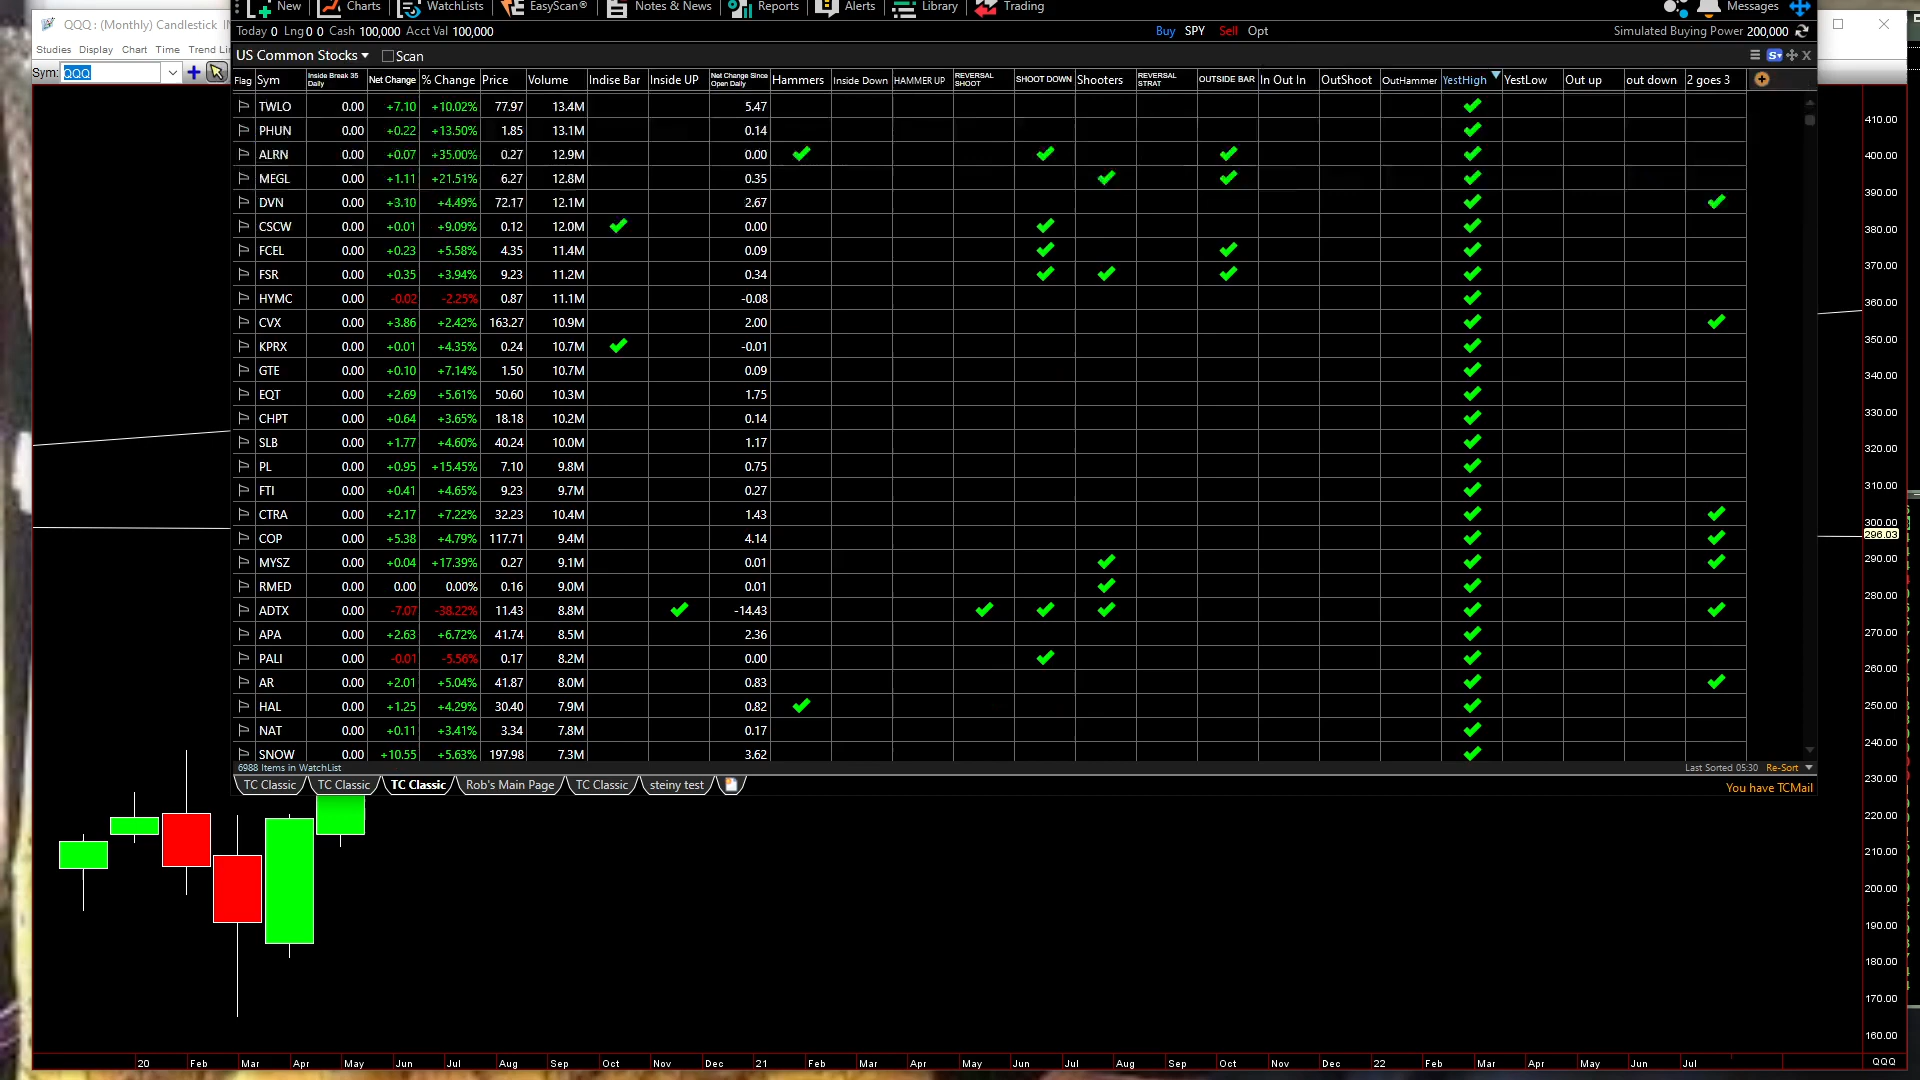 New Charts WatchLists EasyScan® Notes & News Reports Alerts Library Trading Messages
QQQ: (Monthly) Candlestick
Today 0 Lng 0 0 Cash 100,000 Acct Val 100,000 Buy SPY Sell Opt Simulated Buying Power 200,000
Studies Display Chart Time Trend
US Common Stocks Scan
Sym: QQQ
Flag Sym Inside Break 35 Daily Net Change % Change Price Volume Indise Bar Inside UP Net Change Since Open Daily Hammers Inside Down HAMMER UP REVERSAL SHOOT SHOOT DOWN Shooters REVERSAL STRAT OUTSIDE BAR In Out In OutShoot OutHammer YestHigh YestLow Out up out down 2 goes 3
TWLO 0.00 +7.10 +10.02% 77.97 13.4M 5.47
PHUN 0.00 +0.22 +13.50% 1.85 13.1M 0.14
ALRN 0.00 +0.07 +35.00% 0.27 12.9M 0.00
MEGL 0.00 +1.11 +21.51% 6.27 12.8M 0.35
DVN 0.00 +3.10 +4.49% 72.17 12.1M 2.67
CSCW 0.00 +0.01 +9.09% 0.12 12.0M 0.00
FCEL 0.00 +0.23 +5.58% 4.35 11.4M 0.09
FSR 0.00 +0.35 +3.94% 9.23 11.2M 0.34
HYMC 0.00 -0.02 -2.25% 0.87 11.1M -0.08
CVX 0.00 +3.86 +2.42% 163.27 10.9M 2.00
KPRX 0.00 +0.01 +4.35% 0.24 10.7M -0.01
GTE 0.00 +0.10 +7.14% 1.50 10.7M 0.09
EQT 0.00 +2.69 +5.61% 50.60 10.3M 1.75
CHPT 0.00 +0.64 +3.65% 18.18 10.2M 0.14
SLB 0.00 +1.77 +4.60% 40.24 10.0M 1.17
PL 0.00 +0.95 +15.45% 7.10 9.8M 0.75
FTI 0.00 +0.41 +4.65% 9.23 9.7M 0.27
CTRA 0.00 +2.17 +7.22% 32.23 10.4M 1.43
COP 0.00 +5.38 +4.79% 117.71 9.4M 4.14
MYSZ 0.00 +0.04 +17.39% 0.27 9.1M 0.01
RMED 0.00 0.00 0.00% 0.16 9.0M 0.01
ADTX 0.00 -7.07 -38.22% 11.43 8.8M -14.43
APA 0.00 +2.63 +6.72% 41.74 8.5M 2.36
PALI 0.00 -0.01 -5.56% 0.17 8.2M 0.00
AR 0.00 +2.01 +5.04% 41.87 8.0M 0.83
HAL 0.00 +1.25 +4.29% 30.40 7.9M 0.82
NAT 0.00 +0.11 +3.41% 3.34 7.8M 0.17
SNOW 0.00 +10.55 +5.63% 197.98 7.3M 3.62
6988 Items in WatchList Last Sorted 05:30 Re-Sort
TC Classic TC Classic TC Classic Rob's Main Page TC Classic steiny test
You have TCMail
410.00
400.00
390.00
380.00
370.00
360.00
350.00
340.00
330.00
320.00
310.00
300.00
296.03
290.00
280.00
270.00
260.00
250.00
240.00
230.00
220.00
210.00
200.00
190.00
180.00
170.00
160.00
20 Feb Mar Apr May Jun Jul Aug Sep Oct Nov Dec 21 Feb Mar Apr May Jun Jul Aug Sep Oct Nov Dec 22 Feb Mar Apr May Jun Jul QQQ